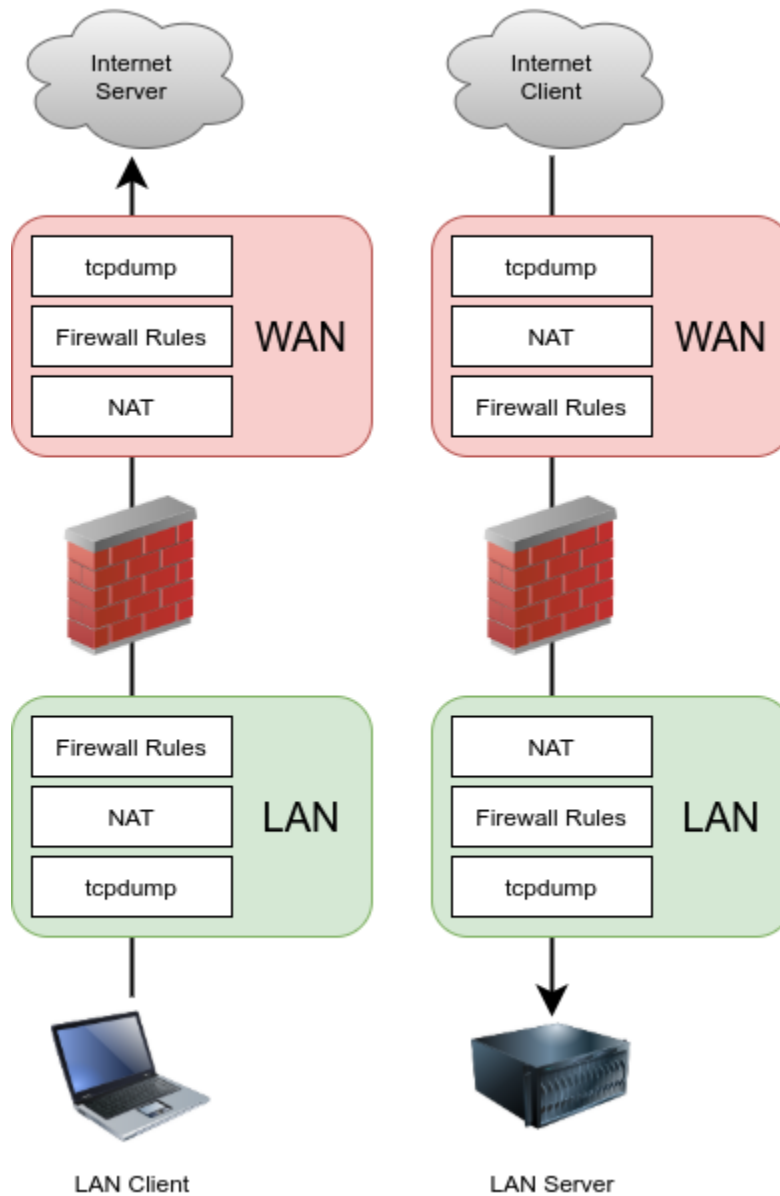 Internet
Server
tcpdump
Firewall Rules
NAT
WAN
Firewall Rules
NAT
tcpdump
LAN
LAN Client
Internet
Client
tcpdump
NAT
Firewall Rules
WAN
NAT
Firewall Rules
tcpdump
LAN
LAN Server